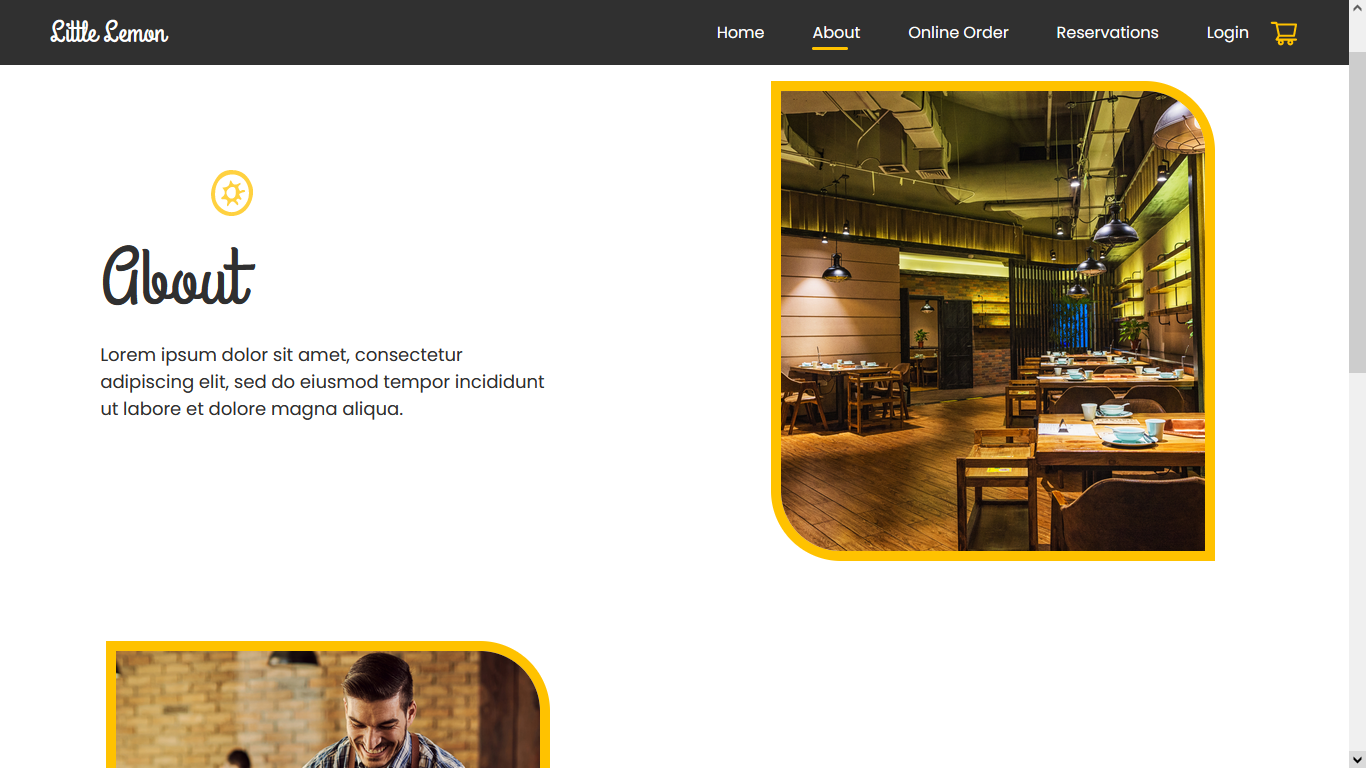 Little Lemon
Home
About
Online Order
Reservations
Login
About
Lorem ipsum dolor sit amet, consectetur
adipiscing elit, sed do eiusmod tempor incididunt
ut labore et dolore magna aliqua.